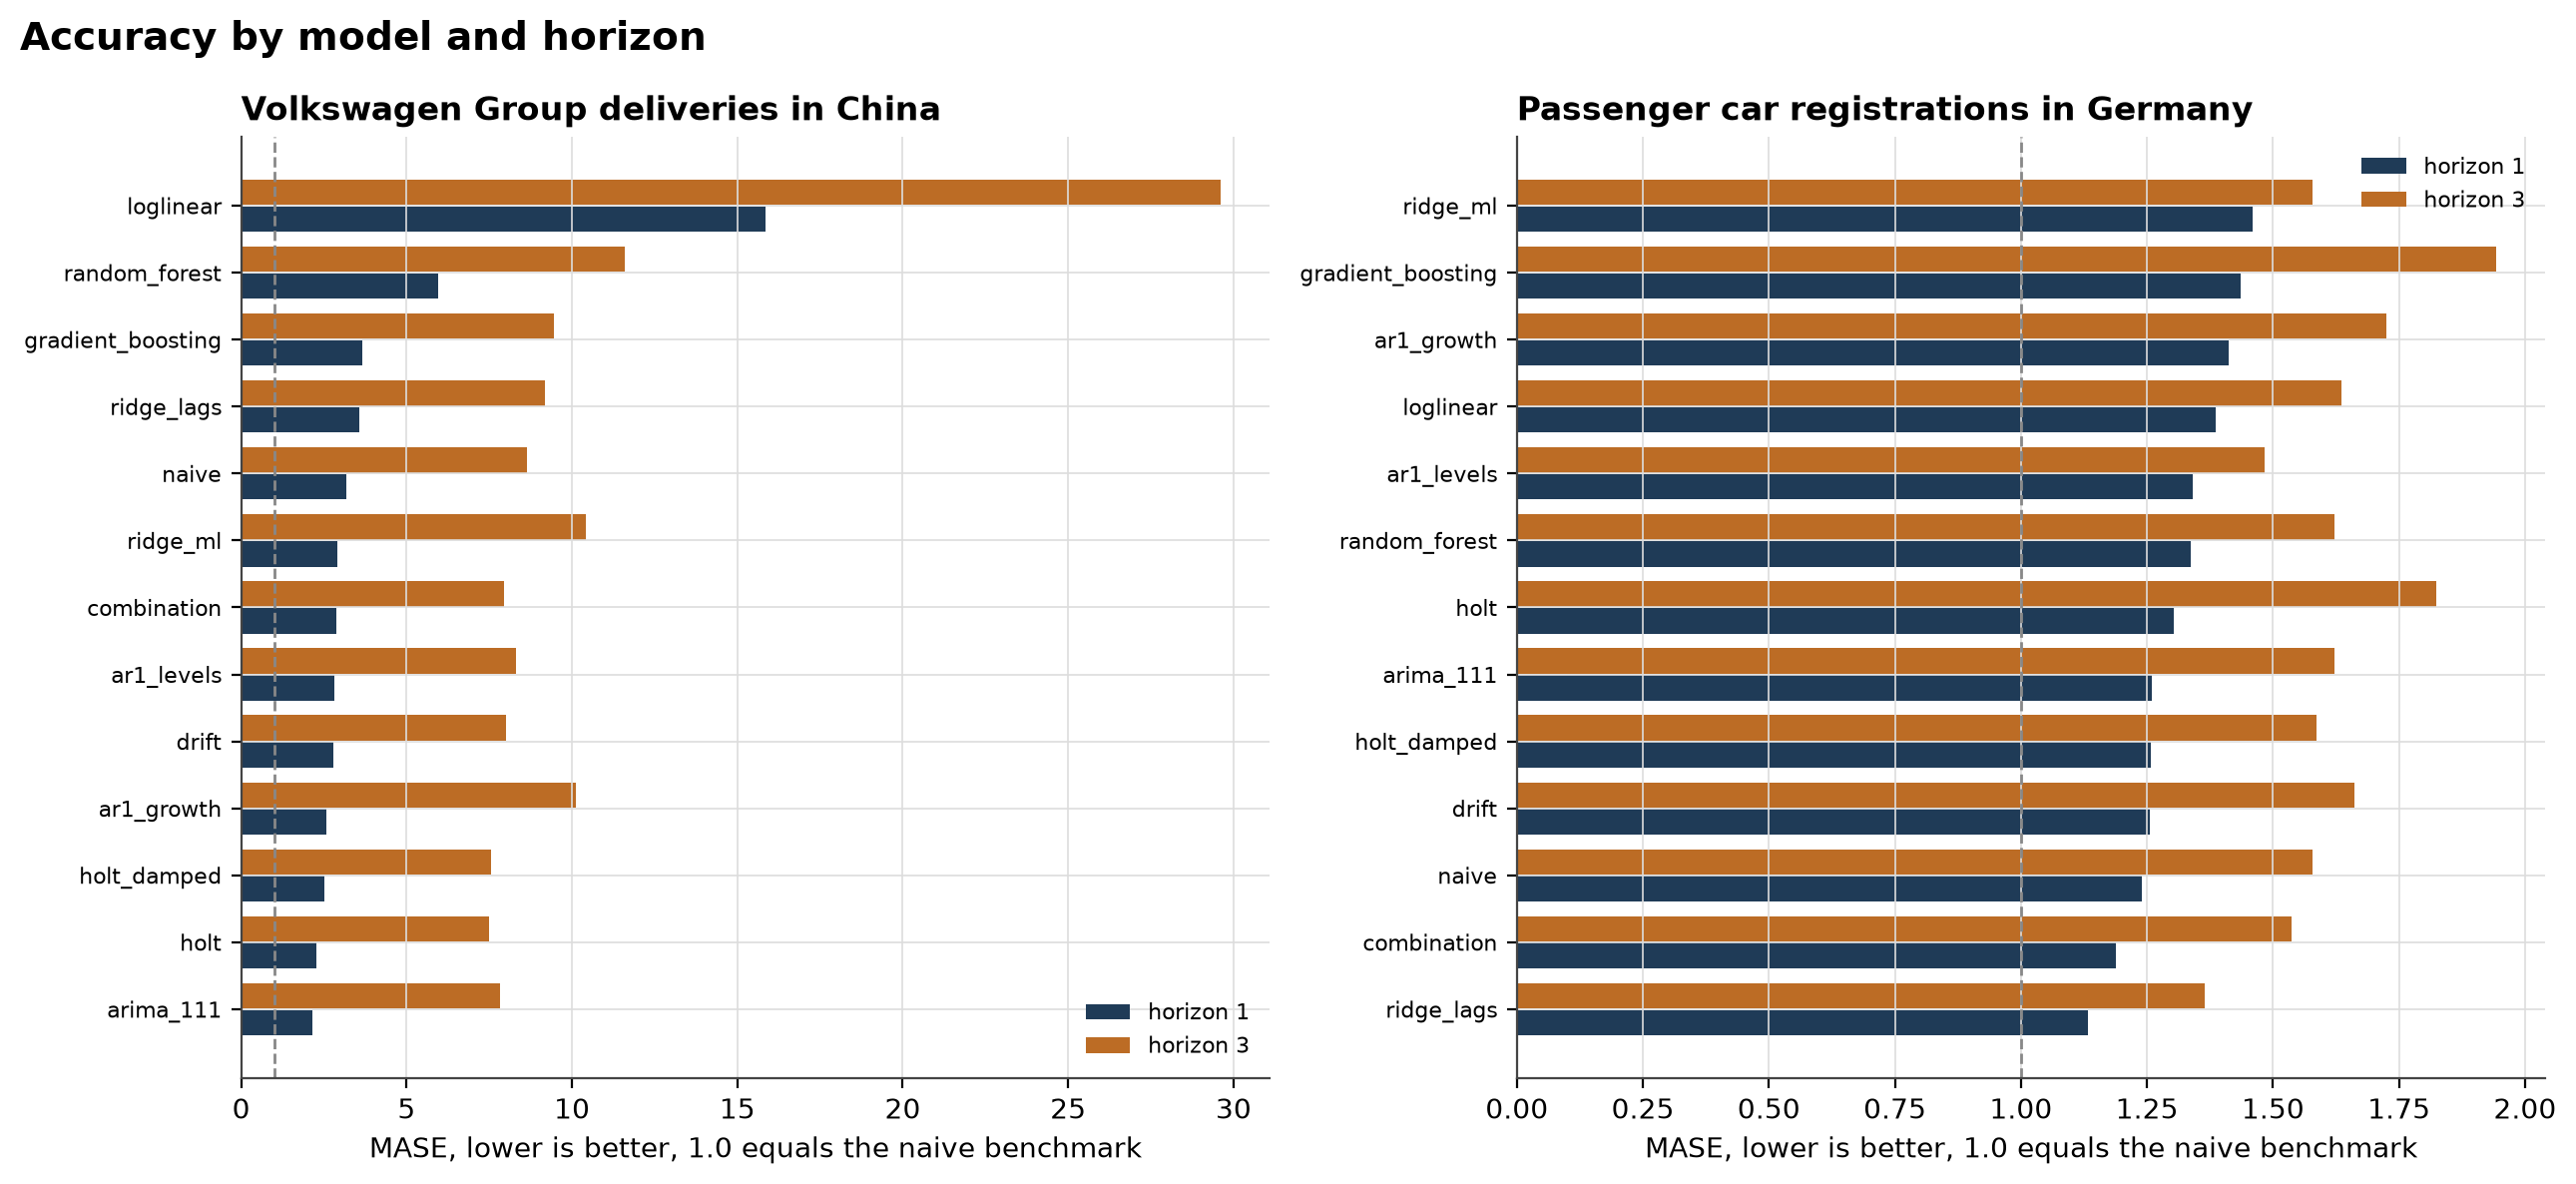 Accuracy by model and horizon
Volkswagen Group deliveries in China
loglinear
random_forest
gradient_boosting
ridge_lags
naive
ridge_ml
combination
ar1_levels
drift
ar1_growth
holt_damped
holt
arima_111
horizon 1
horizon 3
0 5 10 15 20 25 30
MASE, lower is better, 1.0 equals the naive benchmark
Passenger car registrations in Germany
horizon 1
horizon 3
ridge_ml
gradient_boosting
ar1_growth
loglinear
ar1_levels
random_forest
holt
arima_111
holt_damped
drift
naive
combination
ridge_lags
0.00 0.25 0.50 0.75 1.00 1.25 1.50 1.75 2.00
MASE, lower is better, 1.0 equals the naive benchmark